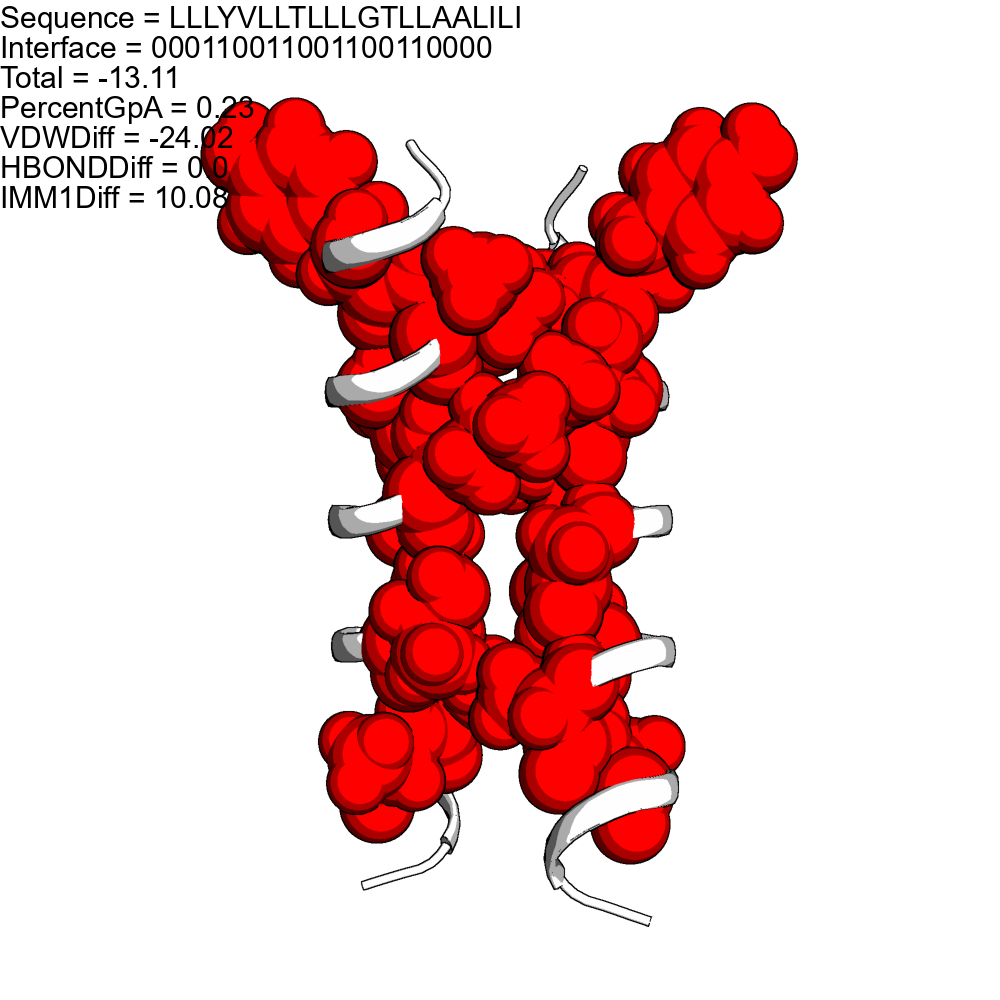 Sequence = LLLYVLLTLLLGTLLAALILI
Interface = 000110011001100110000
Total = -13.11
PercentGpA = 0.23
VDWDiff = -24.02
HBONDDiff = 0.0
IMM1Diff = 10.08